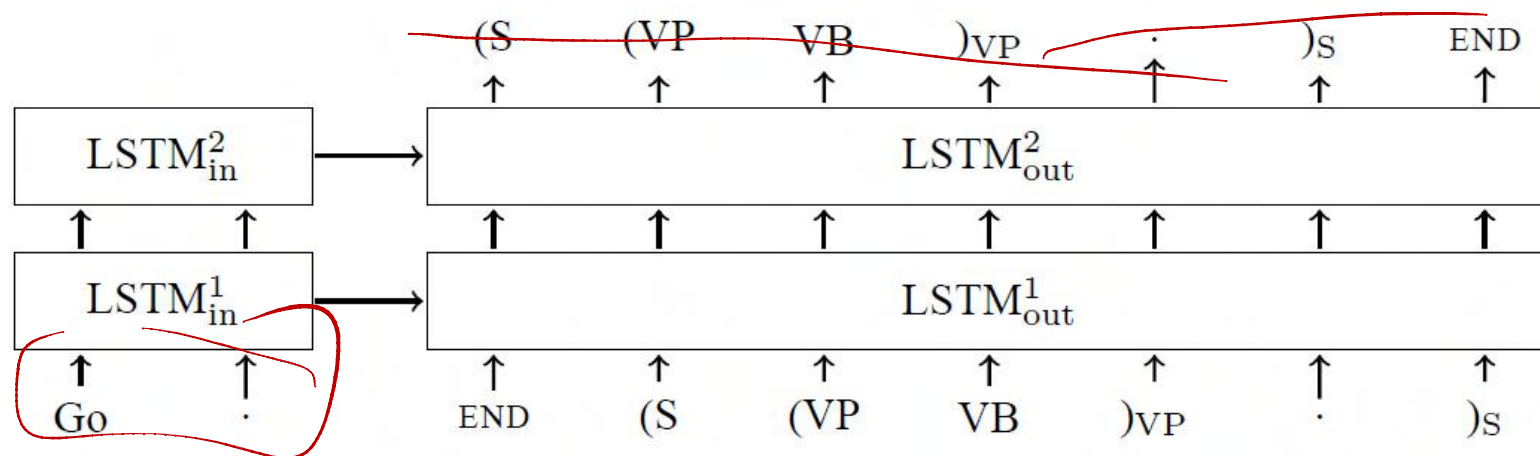 (S (VP VB )VP . )S END
LSTM²in LSTM²out
LSTM¹in LSTM¹out
Go . END (S (VP VB )VP . )S